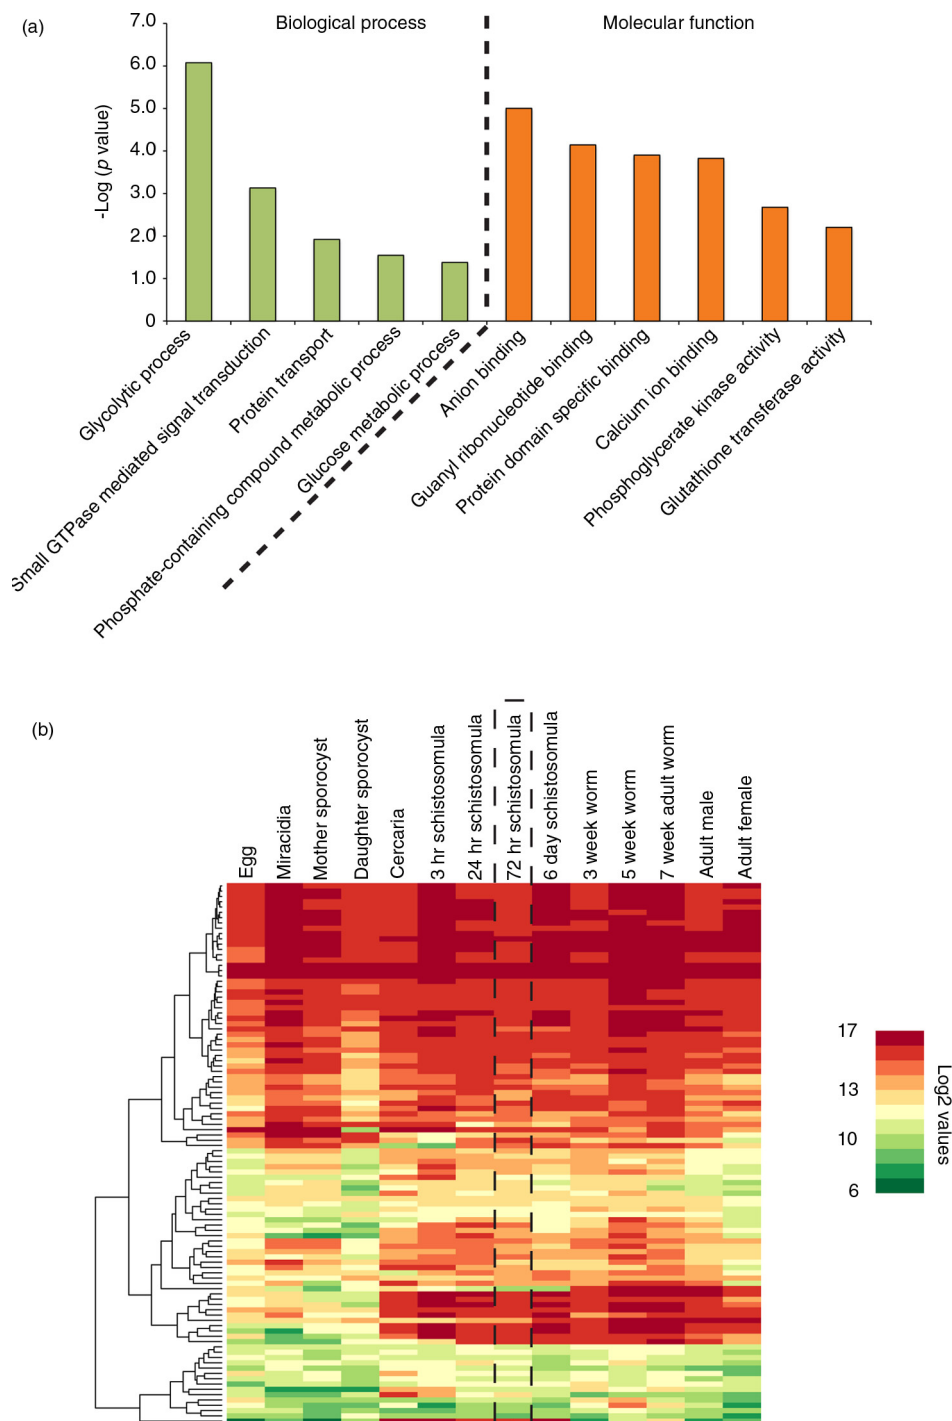 (a)
Biological process
Molecular function
7.0
6.0
5.0
4.0
3.0
2.0
1.0
0
-Log (p value)
Glycolytic process
Small GTPase mediated signal transduction
Protein transport
Phosphate-containing compound metabolic process
Glucose metabolic process
Anion binding
Guanyl ribonucleotide binding
Protein domain specific binding
Calcium ion binding
Phosphoglycerate kinase activity
Glutathione transferase activity
(b)
Egg
Miracidia
Mother sporocyst
Daughter sporocyst
Cercaria
3 hr schistosomula
24 hr schistosomula
72 hr schistosomula
6 day schistosomula
3 week worm
5 week worm
7 week adult worm
Adult male
Adult female
17
13
10
6
Log2 values